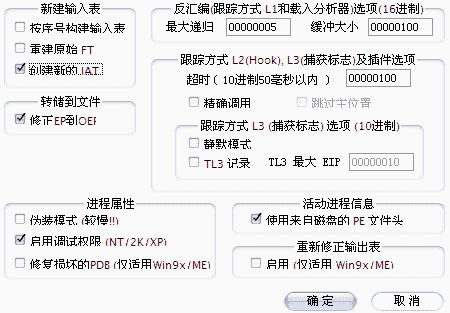 新建输入表
按序号构建输入表
重建原始 FT
创建新的 IAT
转储到文件
修正EP到OEP
反汇编(跟踪方式 L1和载入分析器)选项(16进制)
最大递归 00000005 缓冲大小 00000100
跟踪方式 L2(Hook), L3(捕获标志)及插件选项
超时( 10进制50毫秒以内 ) 00000100
精确调用 跳过主位置
跟踪方式 L3 (捕获标志) 选项 (10进制)
静默模式
TL3 记录 TL3 最大 EIP 00000010
进程属性
伪装模式 (较慢!!)
启用调试权限 (NT/2K/XP)
修复损坏的PDB (仅适用Win9x/ME)
活动进程信息
使用来自磁盘的 PE 文件头
重新修正输出表
启用 (仅适用 Win9x/ME)
确 定 取 消